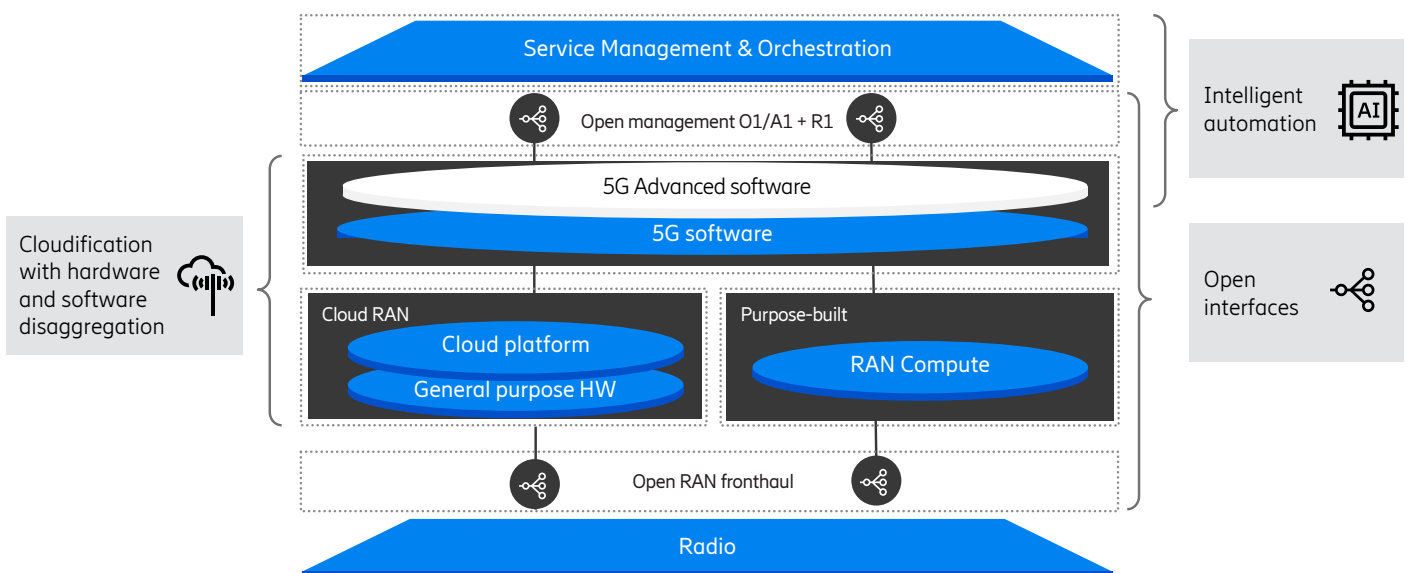 Service Management & Orchestration
Open management O1/A1 + R1
Intelligent
automation
AI
5G Advanced software
5G software
Cloudification
with hardware
and software
disaggregation
Open
interfaces
Cloud RAN
Cloud platform
General purpose HW
Purpose-built
RAN Compute
Open RAN fronthaul
Radio